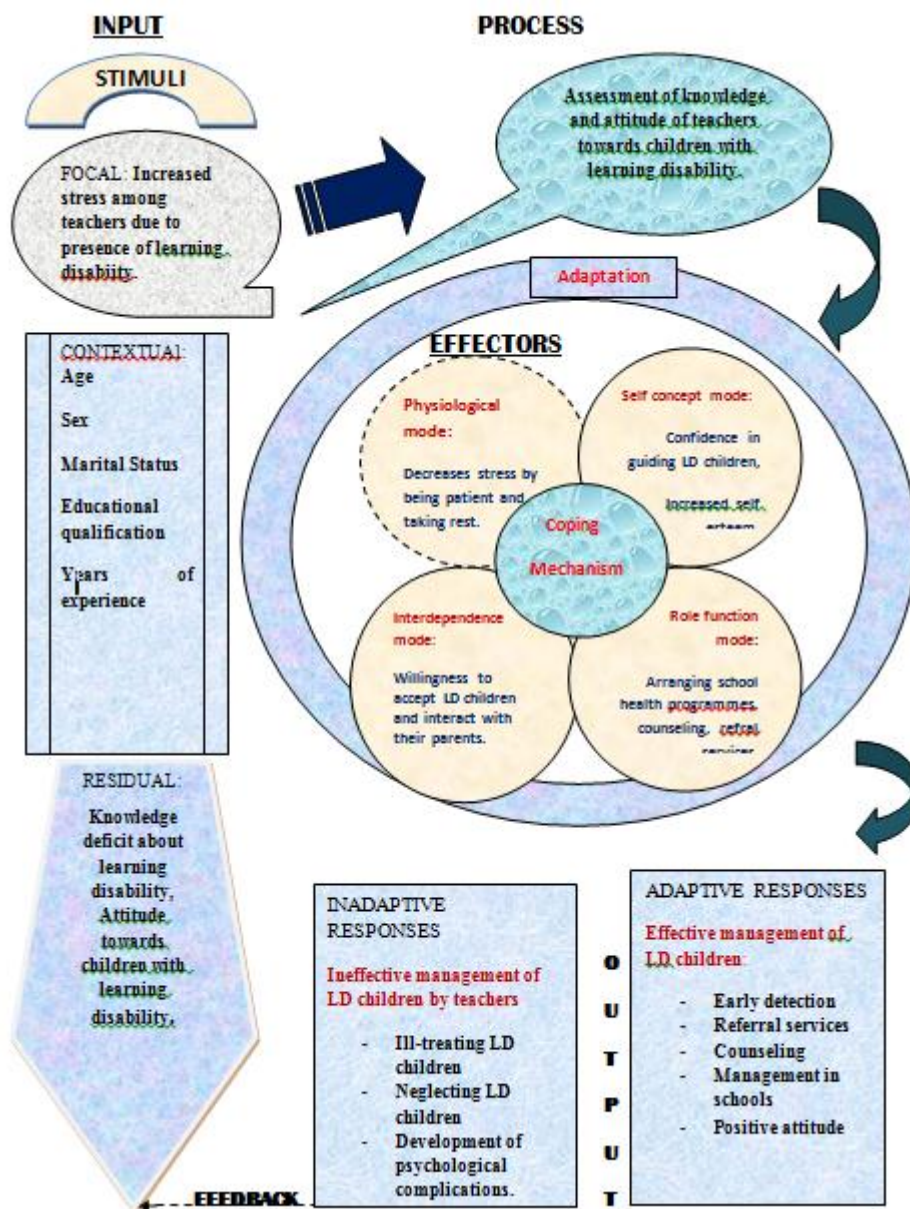 INPUT
PROCESS
STIMULI
FOCAL: Increased
stress among
teachers due to
presence of learning
disabiity.
Assessment of knowledge
and attitude of teachers
towards children with
learning disability.
CONTEXTUAl:
Age
Sex
Marital Status
Educational
qualification
Years of
experience
Adaptation
EFFECTORS
Physiological
mode:
Decreases stress by
being patient and
taking rest.
Self concept mode:
Confidence in
guiding LD children,
Increased self
Coping
Mechanism
Interdependence
mode:
Willingness to
accept LD children
and interact with
their parents.
Role function
mode:
Arranging school
health programmes,
counseling, refral
RESIDUAL:
Knowledge
deficit about
learning
disability,
Attitude
towards
children with
learning
disability,
INADAPTIVE
RESPONSES
Ineffective management of
LD children by teachers
- Ill-treating LD
children
- Neglecting LD
children
- Development of
psychological
complications.
OUTPUT
ADAPTIVE RESPONSES
Effective management of
LD children:
- Early detection
- Referral services
- Counseling
- Management in
schools
- Positive attitude
FEEDBACK